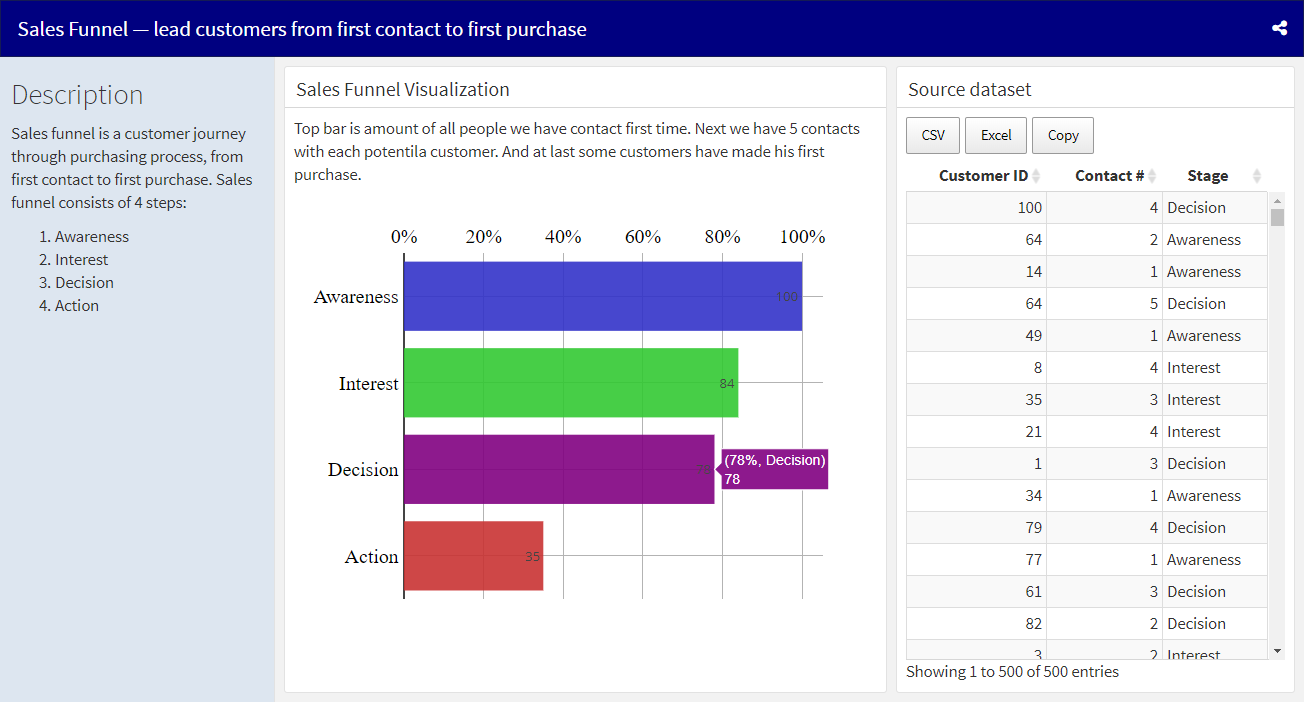 Sales Funnel — lead customers from first contact to first purchase
Description
Sales funnel is a customer journey
through purchasing process, from
first contact to first purchase. Sales
funnel consists of 4 steps:
1. Awareness
2. Interest
3. Decision
4. Action
Sales Funnel Visualization
Top bar is amount of all people we have contact first time. Next we have 5 contacts
with each potentila customer. And at last some customers have made his first
purchase.
0% 20% 40% 60% 80% 100%
Awareness 100
Interest 84
Decision (78%, Decision)
78
Action 35
Source dataset
CSV Excel Copy
Customer ID Contact # Stage
100 4 Decision
64 2 Awareness
14 1 Awareness
64 5 Decision
49 1 Awareness
8 4 Interest
35 3 Interest
21 4 Interest
1 3 Decision
34 1 Awareness
79 4 Decision
77 1 Awareness
61 3 Decision
82 2 Decision
3 2 Interest
Showing 1 to 500 of 500 entries